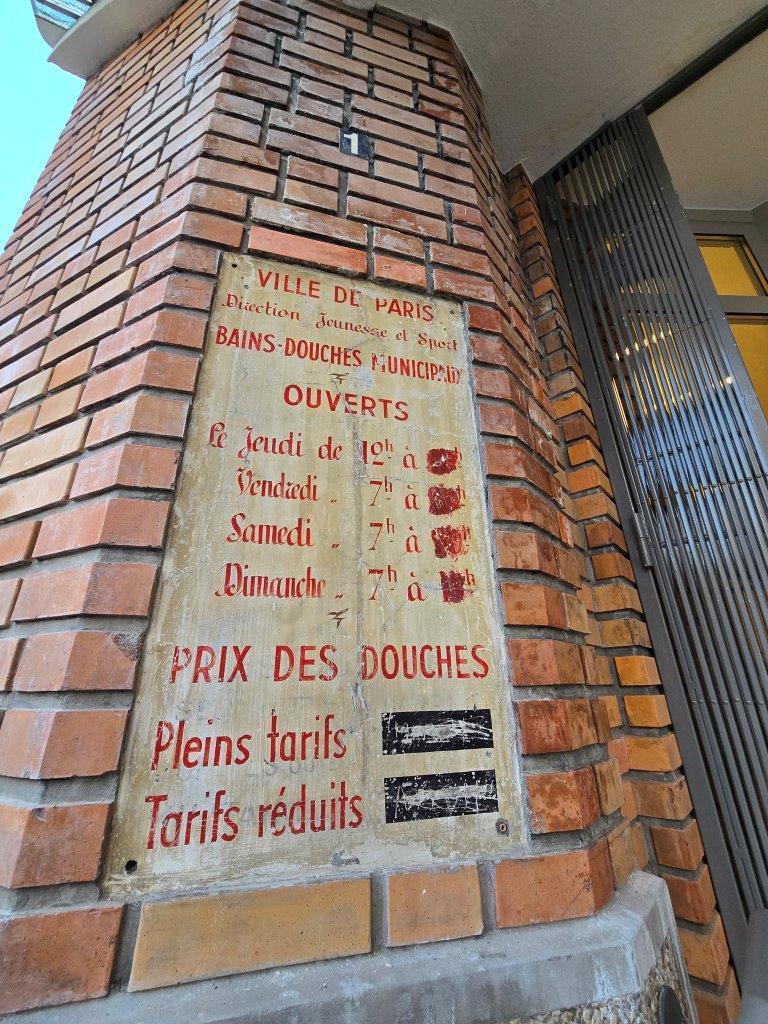 1
VILLE DE PARIS
Direction Jeunesse et Sport
BAINS-DOUCHES MUNICIPAUX
OUVERTS
Le Jeudi de 12h à h
Vendredi " 7h à h
Samedi " 7h à h
Dimanche " 7h à h
PRIX DES DOUCHES
Pleins tarifs
Tarifs réduits